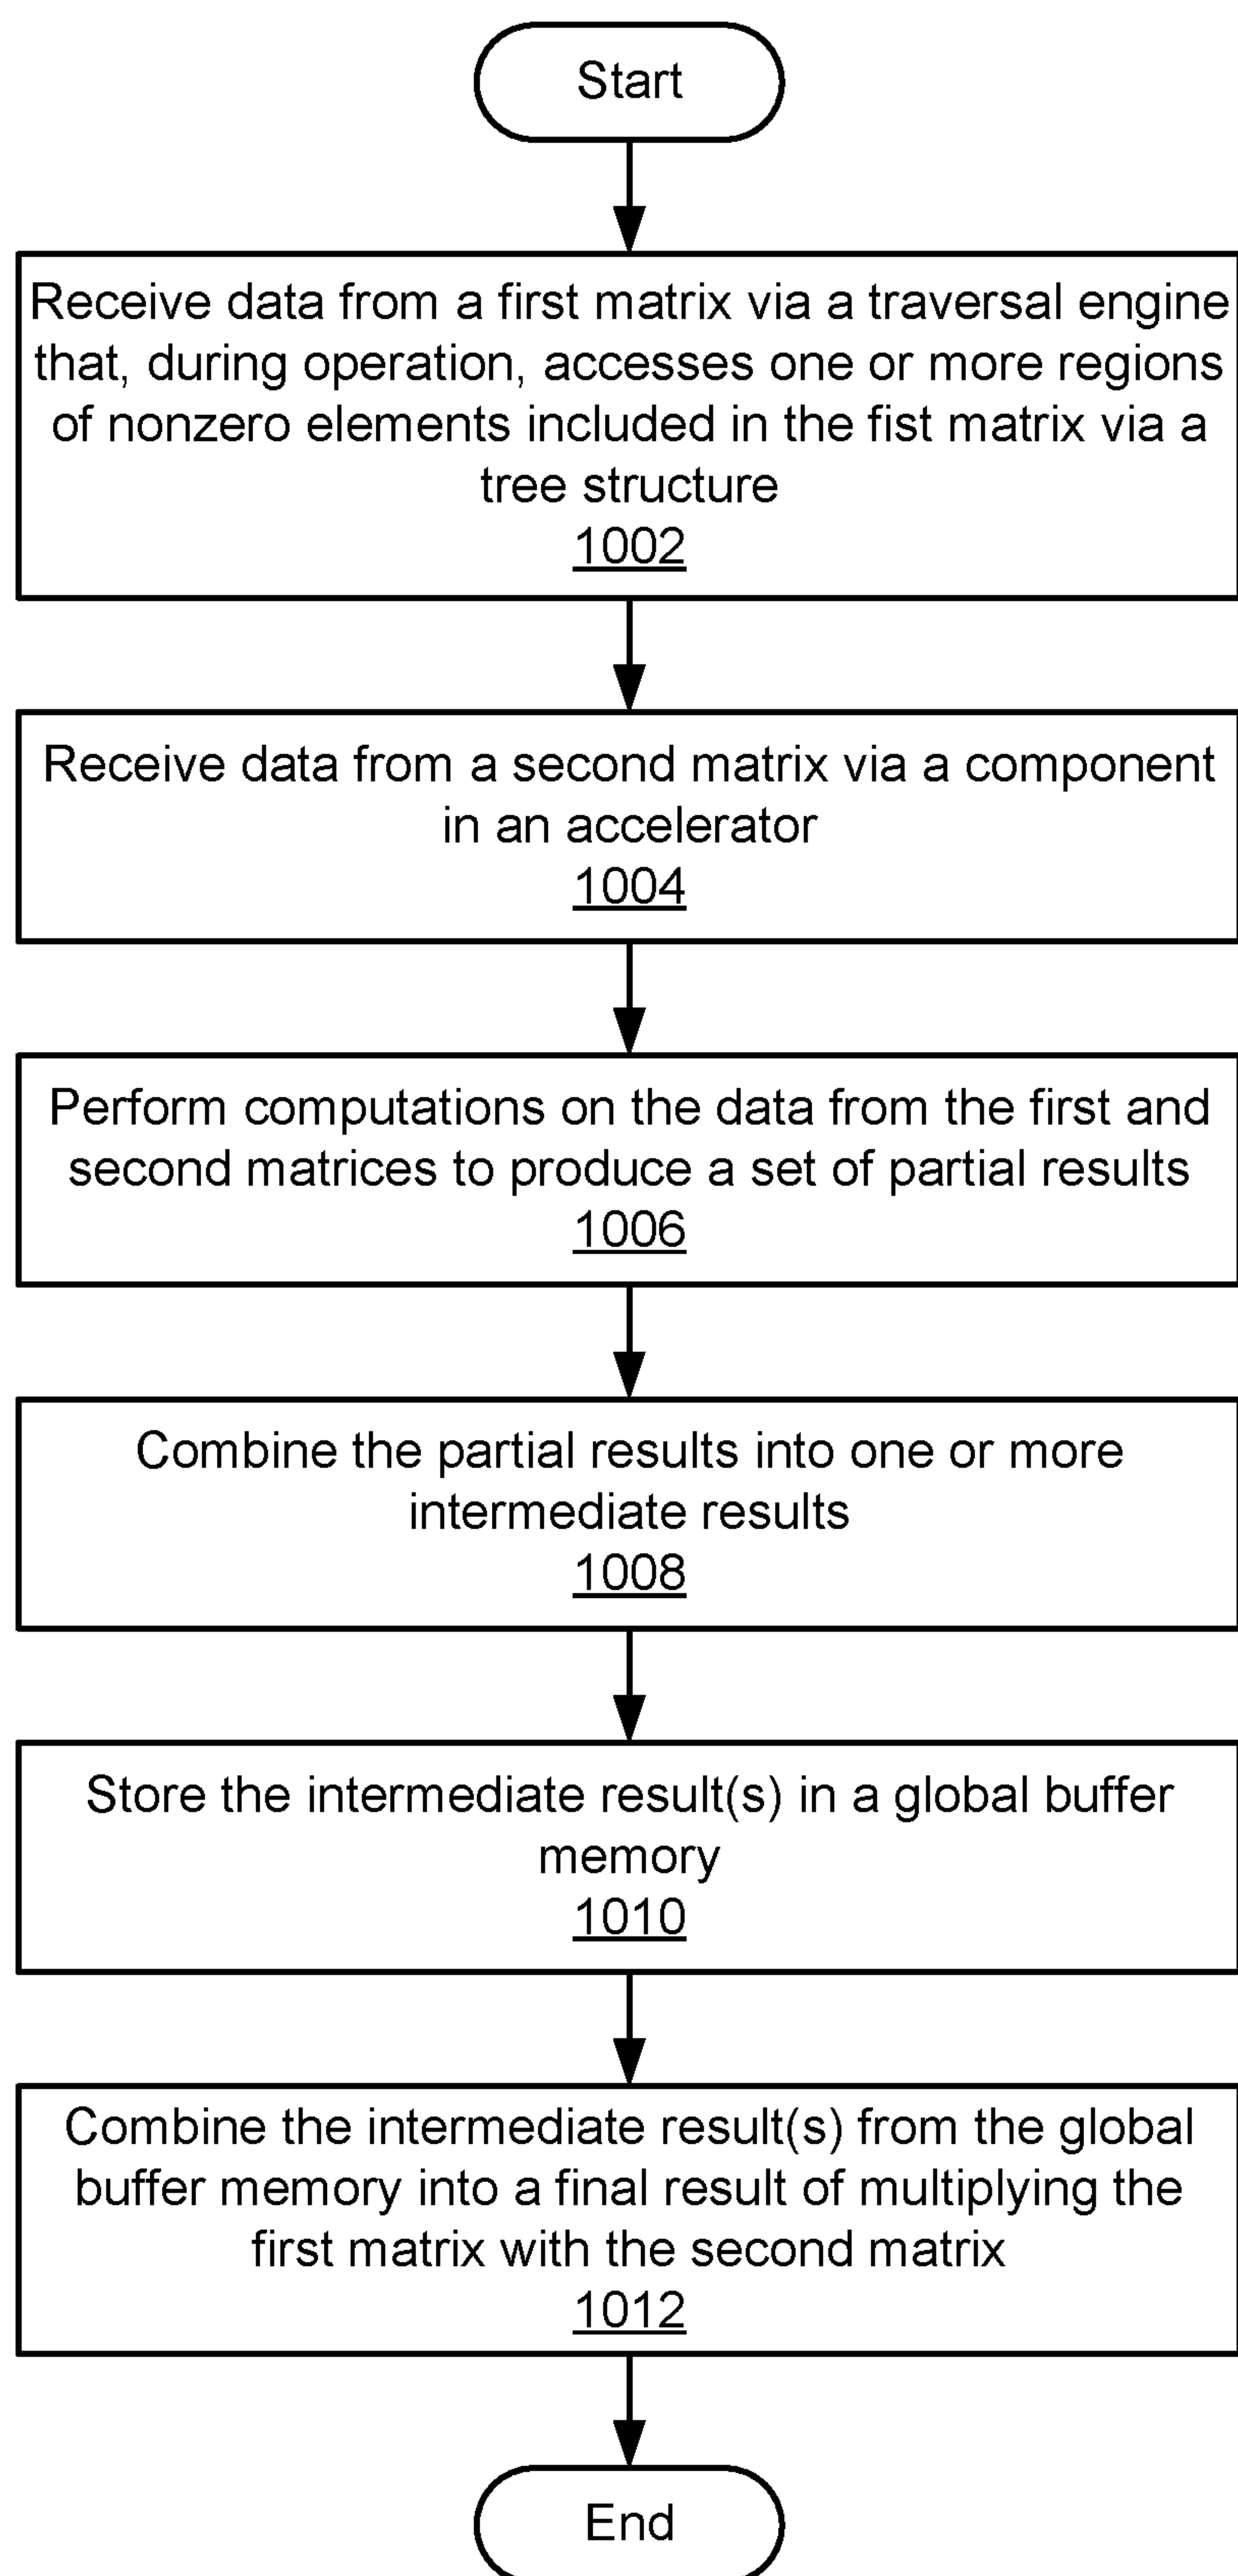 Start
Receive data from a first matrix via a traversal engine
that, during operation, accesses one or more regions
of nonzero elements included in the fist matrix via a
tree structure
1002
Receive data from a second matrix via a component
in an accelerator
1004
Perform computations on the data from the first and
second matrices to produce a set of partial results
1006
Combine the partial results into one or more
intermediate results
1008
Store the intermediate result(s) in a global buffer
memory
1010
Combine the intermediate result(s) from the global
buffer memory into a final result of multiplying the
first matrix with the second matrix
1012
End